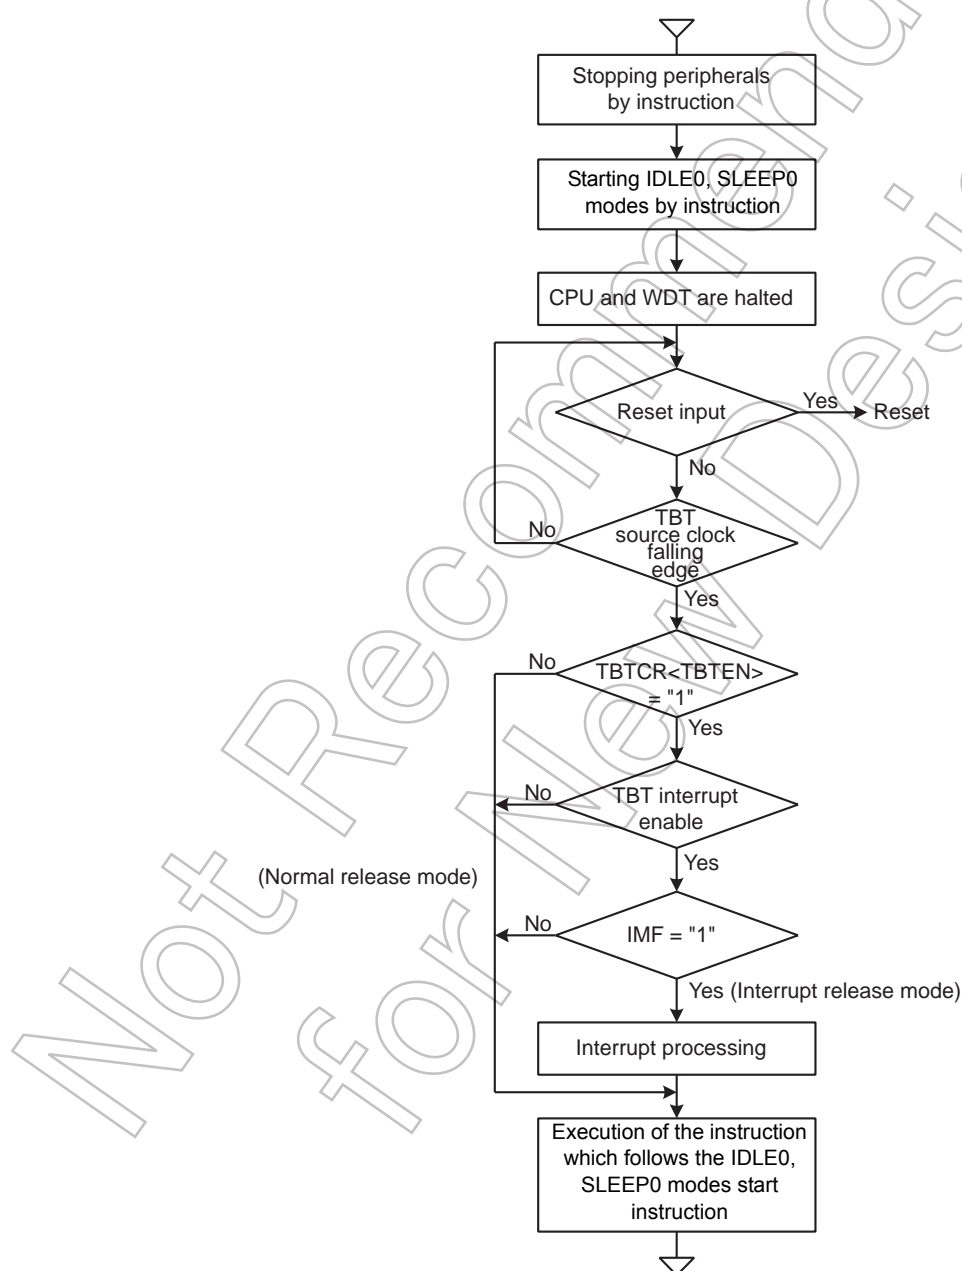 Stopping peripherals
by instruction
Starting IDLE0, SLEEP0
modes by instruction
CPU and WDT are halted
Reset input
Yes
Reset
No
TBT
source clock
falling
edge
No
Yes
TBTCR<TBTEN>
= "1"
No
Yes
TBT interrupt
enable
No
Yes
(Normal release mode)
IMF = "1"
No
Yes (Interrupt release mode)
Interrupt processing
Execution of the instruction
which follows the IDLE0,
SLEEP0 modes start
instruction
Not Recommend
for New Desi